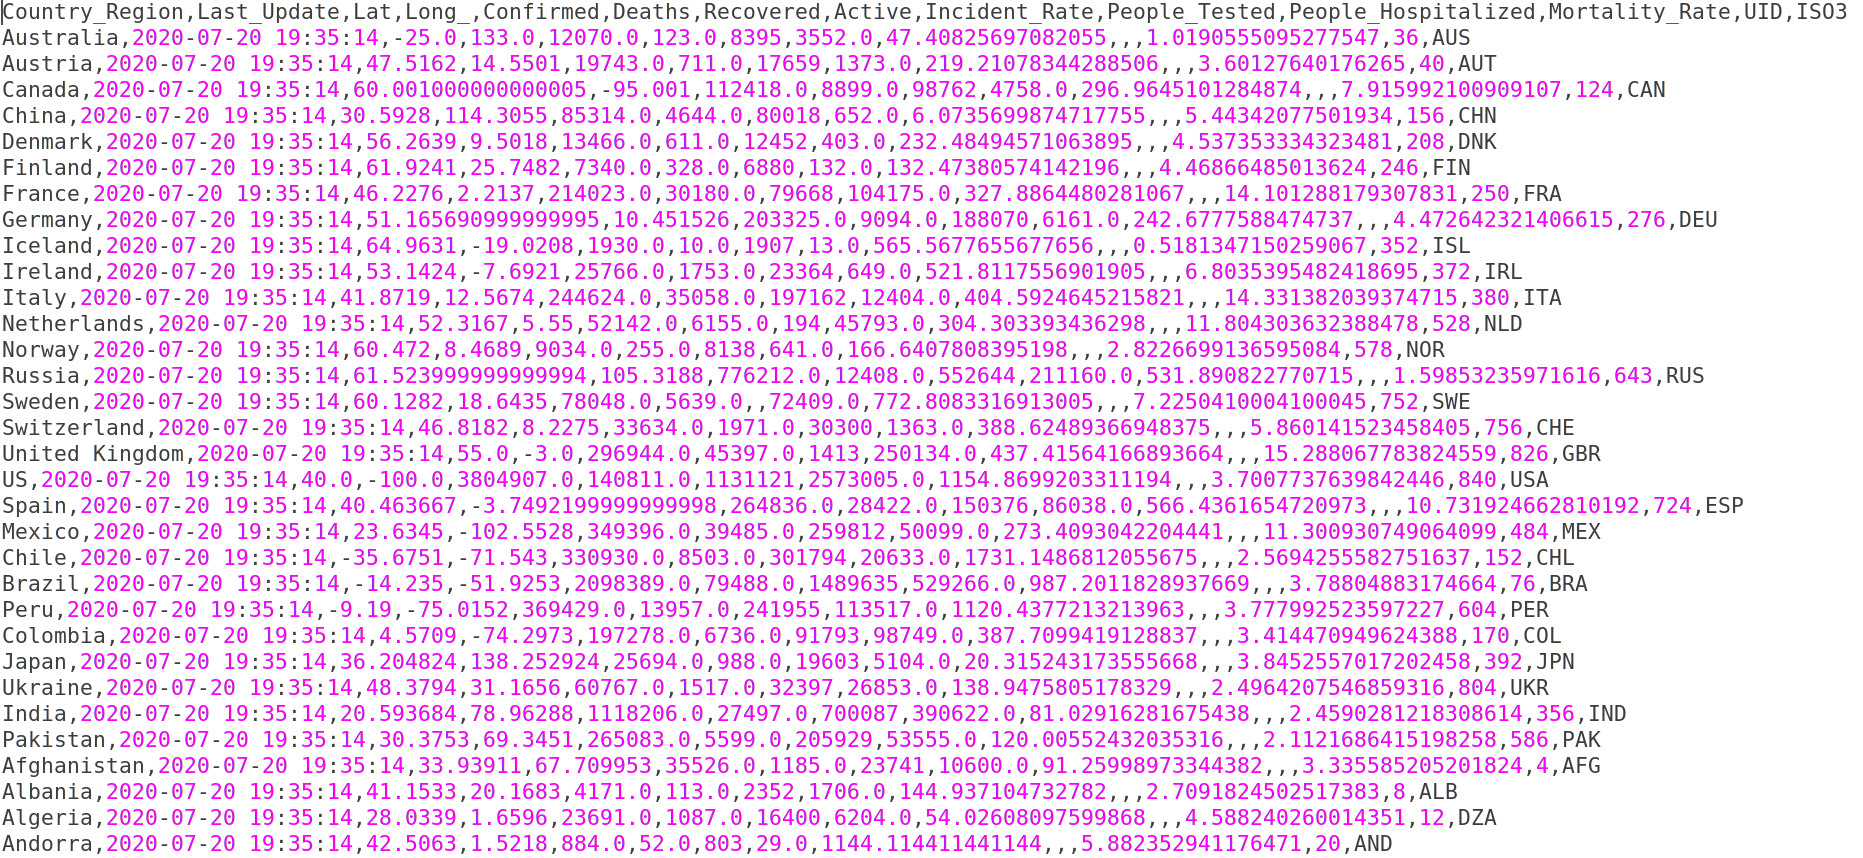 Country_Region,Last_Update,Lat,Long_,Confirmed,Deaths,Recovered,Active,Incident_Rate,People_Tested,People_Hospitalized,Mortality_Rate,UID,ISO3
Australia,2020-07-20 19:35:14,-25.0,133.0,12070.0,123.0,8395,3552.0,47.40825697082055,,,1.0190555095277547,36,AUS
Austria,2020-07-20 19:35:14,47.5162,14.5501,19743.0,711.0,17659,1373.0,219.21078344288506,,,3.60127640176265,40,AUT
Canada,2020-07-20 19:35:14,60.001000000000005,-95.001,112418.0,8899.0,98762,4758.0,296.9645101284874,,,7.915992100909107,124,CAN
China,2020-07-20 19:35:14,30.5928,114.3055,85314.0,4644.0,80018,652.0,6.0735699874717755,,,5.44342077501934,156,CHN
Denmark,2020-07-20 19:35:14,56.2639,9.5018,13466.0,611.0,12452,403.0,232.48494571063895,,,4.537353334323481,208,DNK
Finland,2020-07-20 19:35:14,61.9241,25.7482,7340.0,328.0,6880,132.0,132.47380574142196,,,4.46866485013624,246,FIN
France,2020-07-20 19:35:14,46.2276,2.2137,214023.0,30180.0,79668,104175.0,327.8864480281067,,,14.101288179307831,250,FRA
Germany,2020-07-20 19:35:14,51.165690999999995,10.451526,203325.0,9094.0,188070,6161.0,242.6777588474737,,,4.472642321406615,276,DEU
Iceland,2020-07-20 19:35:14,64.9631,-19.0208,1930.0,10.0,1907,13.0,565.5677655677656,,,0.5181347150259067,352,ISL
Ireland,2020-07-20 19:35:14,53.1424,-7.6921,25766.0,1753.0,23364,649.0,521.8117556901905,,,6.8035395482418695,372,IRL
Italy,2020-07-20 19:35:14,41.8719,12.5674,244624.0,35058.0,197162,12404.0,404.5924645215821,,,14.331382039374715,380,ITA
Netherlands,2020-07-20 19:35:14,52.3167,5.55,52142.0,6155.0,194,45793.0,304.303393436298,,,11.804303632388478,528,NLD
Norway,2020-07-20 19:35:14,60.472,8.4689,9034.0,255.0,8138,641.0,166.6407808395198,,,2.8226699136595084,578,NOR
Russia,2020-07-20 19:35:14,61.523999999999994,105.3188,776212.0,12408.0,552644,211160.0,531.890822770715,,,1.59853235971616,643,RUS
Sweden,2020-07-20 19:35:14,60.1282,18.6435,78048.0,5639.0,,72409.0,772.8083316913005,,,7.2250410004100045,752,SWE
Switzerland,2020-07-20 19:35:14,46.8182,8.2275,33634.0,1971.0,30300,1363.0,388.62489366948375,,,5.860141523458405,756,CHE
United Kingdom,2020-07-20 19:35:14,55.0,-3.0,296944.0,45397.0,1413,250134.0,437.41564166893664,,,15.288067783824559,826,GBR
US,2020-07-20 19:35:14,40.0,-100.0,3804907.0,140811.0,1131121,2573005.0,1154.8699203311194,,,3.7007737639842446,840,USA
Spain,2020-07-20 19:35:14,40.463667,-3.7492199999999998,264836.0,28422.0,150376,86038.0,566.4361654720973,,,10.731924662810192,724,ESP
Mexico,2020-07-20 19:35:14,23.6345,-102.5528,349396.0,39485.0,259812,50099.0,273.4093042204441,,,11.300930749064099,484,MEX
Chile,2020-07-20 19:35:14,-35.6751,-71.543,330930.0,8503.0,301794,20633.0,1731.1486812055675,,,2.5694255582751637,152,CHL
Brazil,2020-07-20 19:35:14,-14.235,-51.9253,2098389.0,79488.0,1489635,529266.0,987.2011828937669,,,3.78804883174664,76,BRA
Peru,2020-07-20 19:35:14,-9.19,-75.0152,369429.0,13957.0,241955,113517.0,1120.4377213213963,,,3.777992523597227,604,PER
Colombia,2020-07-20 19:35:14,4.5709,-74.2973,197278.0,6736.0,91793,98749.0,387.7099419128837,,,3.414470949624388,170,COL
Japan,2020-07-20 19:35:14,36.204824,138.252924,25694.0,988.0,19603,5104.0,20.315243173555668,,,3.8452557017202458,392,JPN
Ukraine,2020-07-20 19:35:14,48.3794,31.1656,60767.0,1517.0,32397,26853.0,138.9475805178329,,,2.4964207546859316,804,UKR
India,2020-07-20 19:35:14,20.593684,78.96288,1118206.0,27497.0,700087,390622.0,81.02916281675438,,,2.4590281218308614,356,IND
Pakistan,2020-07-20 19:35:14,30.3753,69.3451,265083.0,5599.0,205929,53555.0,120.00552432035316,,,2.1121686415198258,586,PAK
Afghanistan,2020-07-20 19:35:14,33.93911,67.709953,35526.0,1185.0,23741,10600.0,91.25998973344382,,,3.335585205201824,4,AFG
Albania,2020-07-20 19:35:14,41.1533,20.1683,4171.0,113.0,2352,1706.0,144.937104732782,,,2.7091824502517383,8,ALB
Algeria,2020-07-20 19:35:14,28.0339,1.6596,23691.0,1087.0,16400,6204.0,54.02608097599868,,,4.588240260014351,12,DZA
Andorra,2020-07-20 19:35:14,42.5063,1.5218,884.0,52.0,803,29.0,1144.114411441144,,,5.882352941176471,20,AND